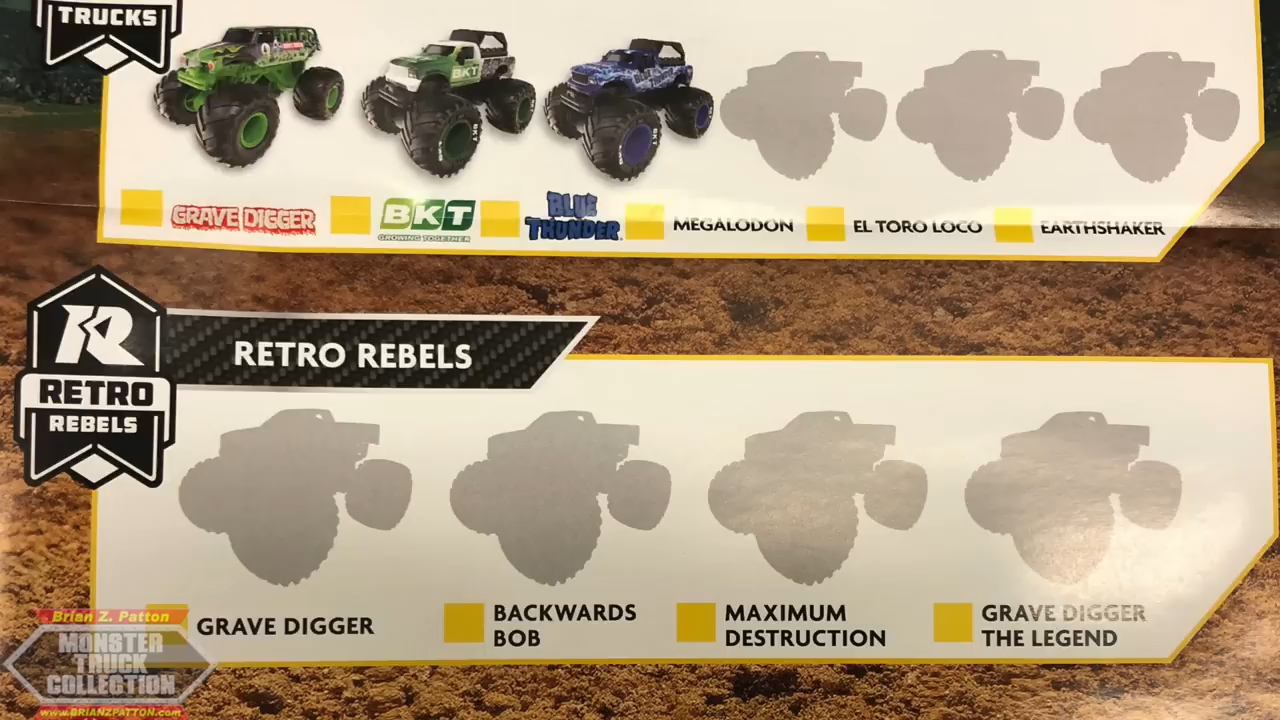 TRUCKS
GRAVE DIGGER
BKT
GROWING TOGETHER
BLUE
THUNDER
MEGALODON
EL TORO LOCO
EARTHSHAKER
RETRO REBELS
R
RETRO
REBELS
GRAVE DIGGER
BACKWARDS
BOB
MAXIMUM
DESTRUCTION
GRAVE DIGGER
THE LEGEND
Brian Z. Patton
MONSTER
TRUCK
COLLECTION
www.BRIANZPATTON.com